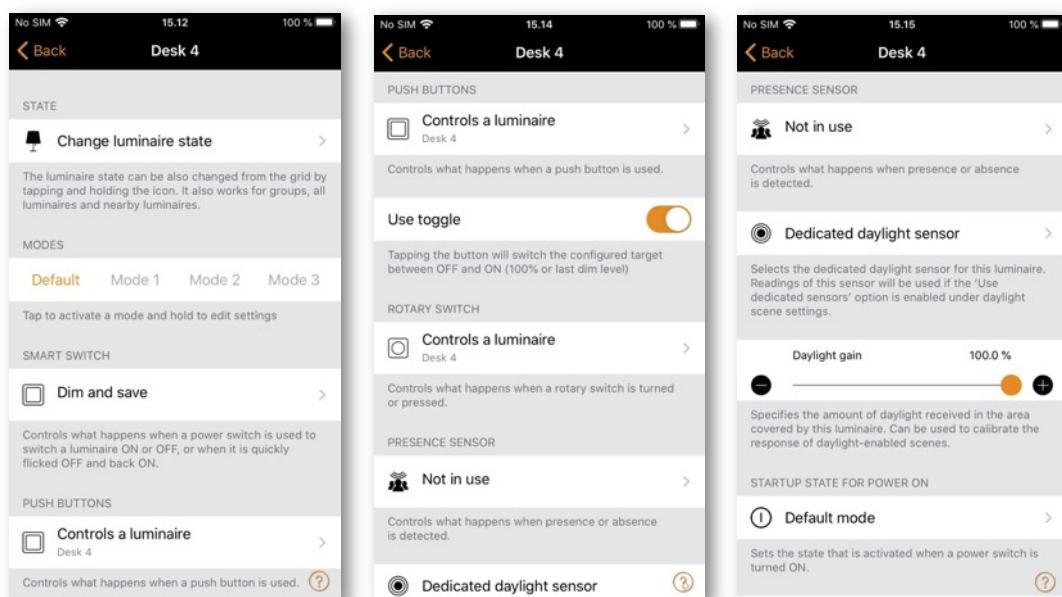 No SIM 15.12 100 %
Back Desk 4
STATE
Change luminaire state
The luminaire state can be also changed from the grid by
tapping and holding the icon. It also works for groups, all
luminaires and nearby luminaires.
MODES
Default Mode 1 Mode 2 Mode 3
Tap to activate a mode and hold to edit settings
SMART SWITCH
Dim and save
Controls what happens when a power switch is used to
switch a luminaire ON or OFF, or when it is quickly
flicked OFF and back ON.
PUSH BUTTONS
Controls a luminaire
Desk 4
Controls what happens when a push button is used. ?
No SIM 15.14 100 %
Back Desk 4
PUSH BUTTONS
Controls a luminaire
Desk 4
Controls what happens when a push button is used.
Use toggle
Tapping the button will switch the configured target
between OFF and ON (100% or last dim level)
ROTARY SWITCH
Controls a luminaire
Desk 4
Controls what happens when a rotary switch is turned
or pressed.
PRESENCE SENSOR
Not in use
Controls what happens when presence or absence
is detected.
Dedicated daylight sensor ?
No SIM 15.15 100 %
Back Desk 4
PRESENCE SENSOR
Not in use
Controls what happens when presence or absence
is detected.
Dedicated daylight sensor
Selects the dedicated daylight sensor for this luminaire.
Readings of this sensor will be used if the 'Use
dedicated sensors' option is enabled under daylight
scene settings.
Daylight gain 100.0 %
Specifies the amount of daylight received in the area
covered by this luminaire. Can be used to calibrate the
response of daylight-enabled scenes.
STARTUP STATE FOR POWER ON
Default mode
Sets the state that is activated when a power switch is
turned ON.
?